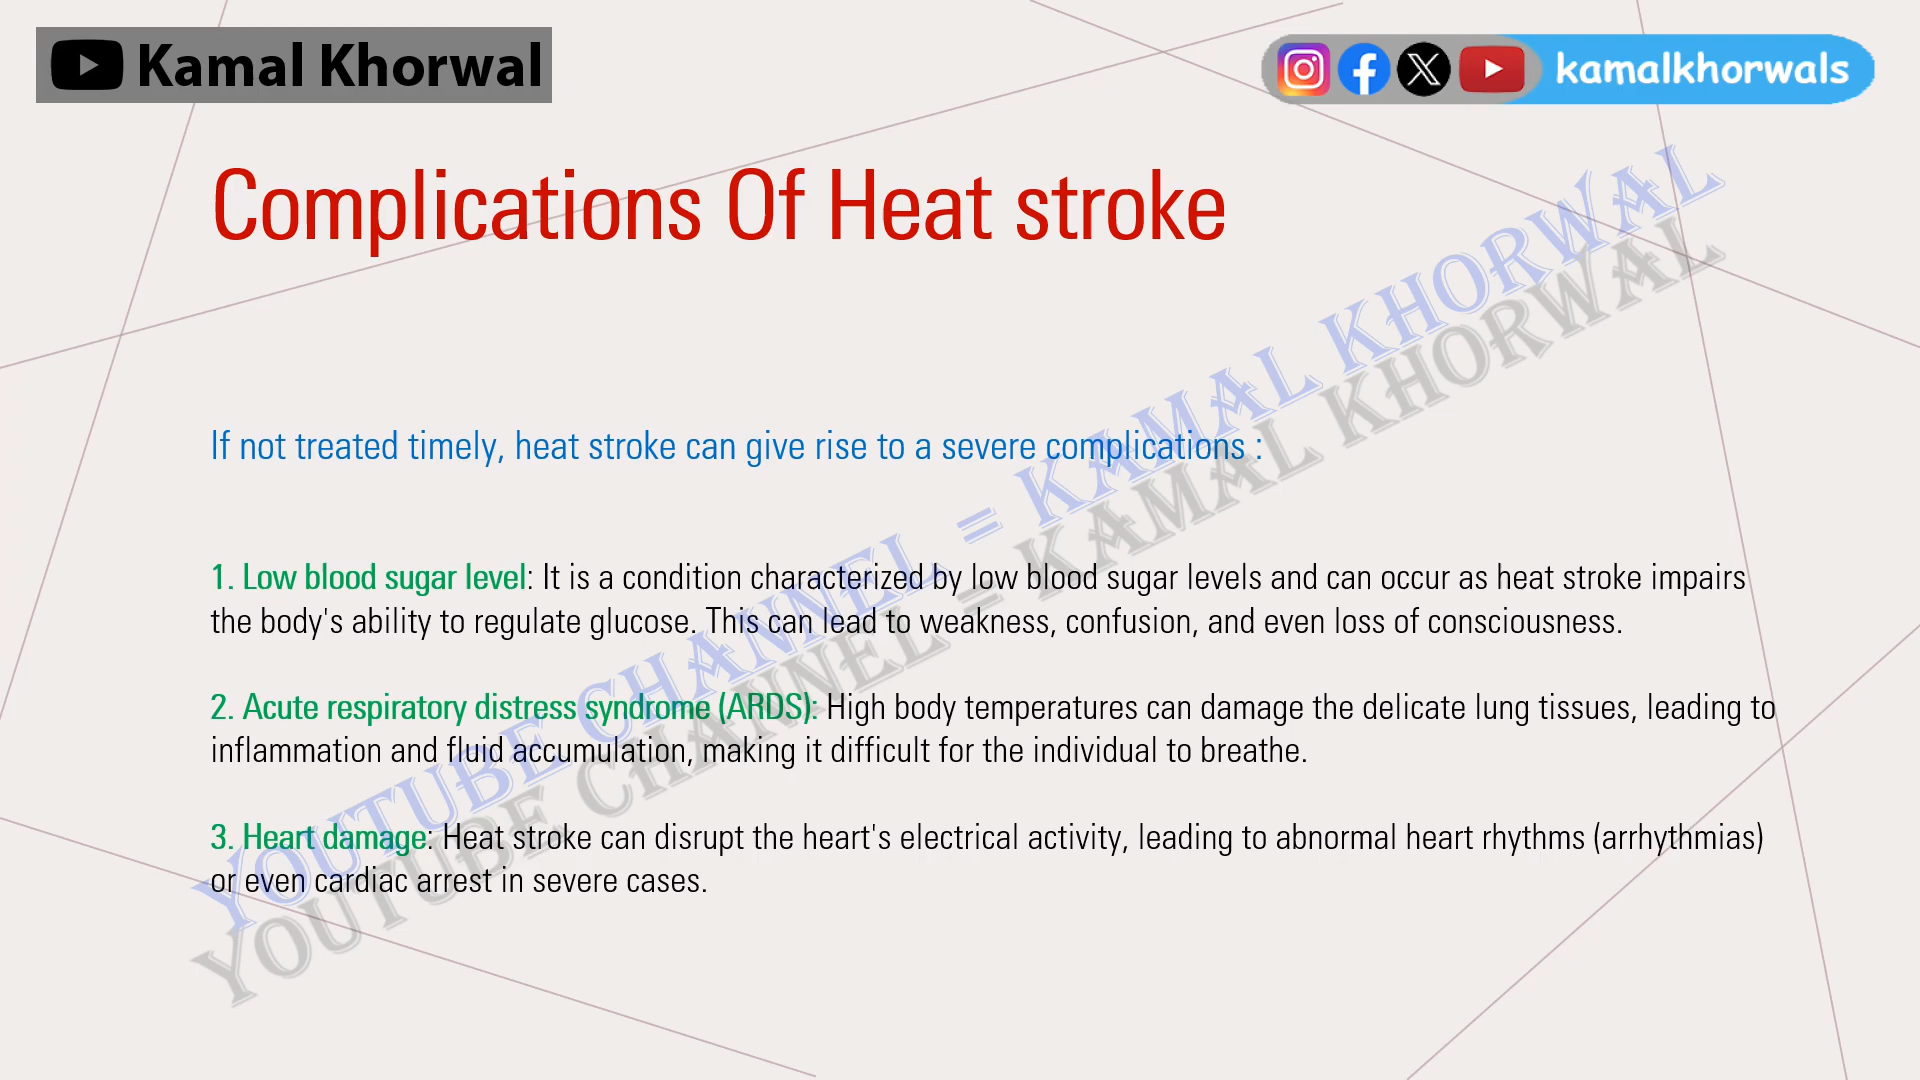 Kamal Khorwal
kamalkhorwals
Complications Of Heat stroke
If not treated timely, heat stroke can give rise to a severe complications :
1. Low blood sugar level: It is a condition characterized by low blood sugar levels and can occur as heat stroke impairs
the body's ability to regulate glucose. This can lead to weakness, confusion, and even loss of consciousness.
2. Acute respiratory distress syndrome (ARDS): High body temperatures can damage the delicate lung tissues, leading to
inflammation and fluid accumulation, making it difficult for the individual to breathe.
3. Heart damage: Heat stroke can disrupt the heart's electrical activity, leading to abnormal heart rhythms (arrhythmias)
or even cardiac arrest in severe cases.
YOUTUBE CHANNEL = KAMAL KHORWAL